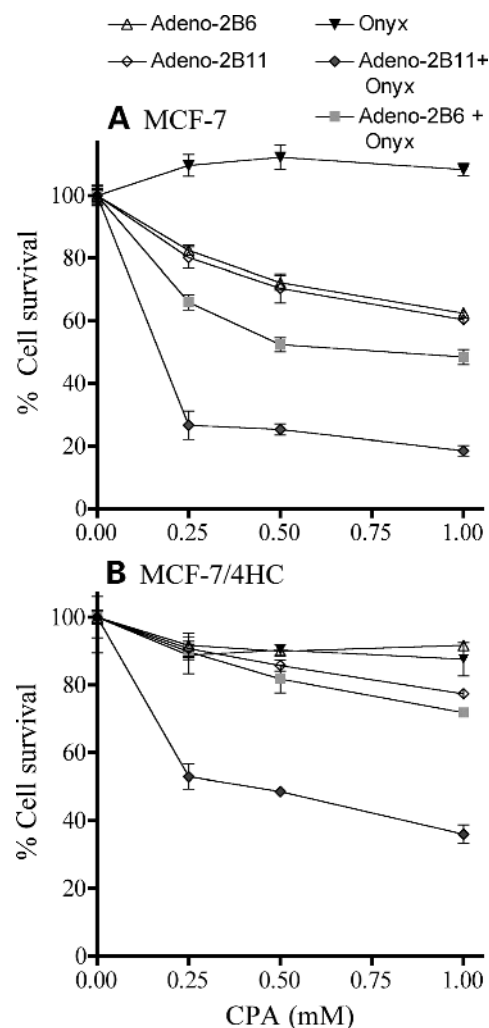 Adeno-2B6
Onyx
Adeno-2B11
Adeno-2B11+
Onyx
Adeno-2B6 +
Onyx
A MCF-7
100
80
60
40
20
0
0.00 0.25 0.50 0.75 1.00
% Cell survival
B MCF-7/4HC
100
80
60
40
20
0
0.00 0.25 0.50 0.75 1.00
% Cell survival
CPA (mM)